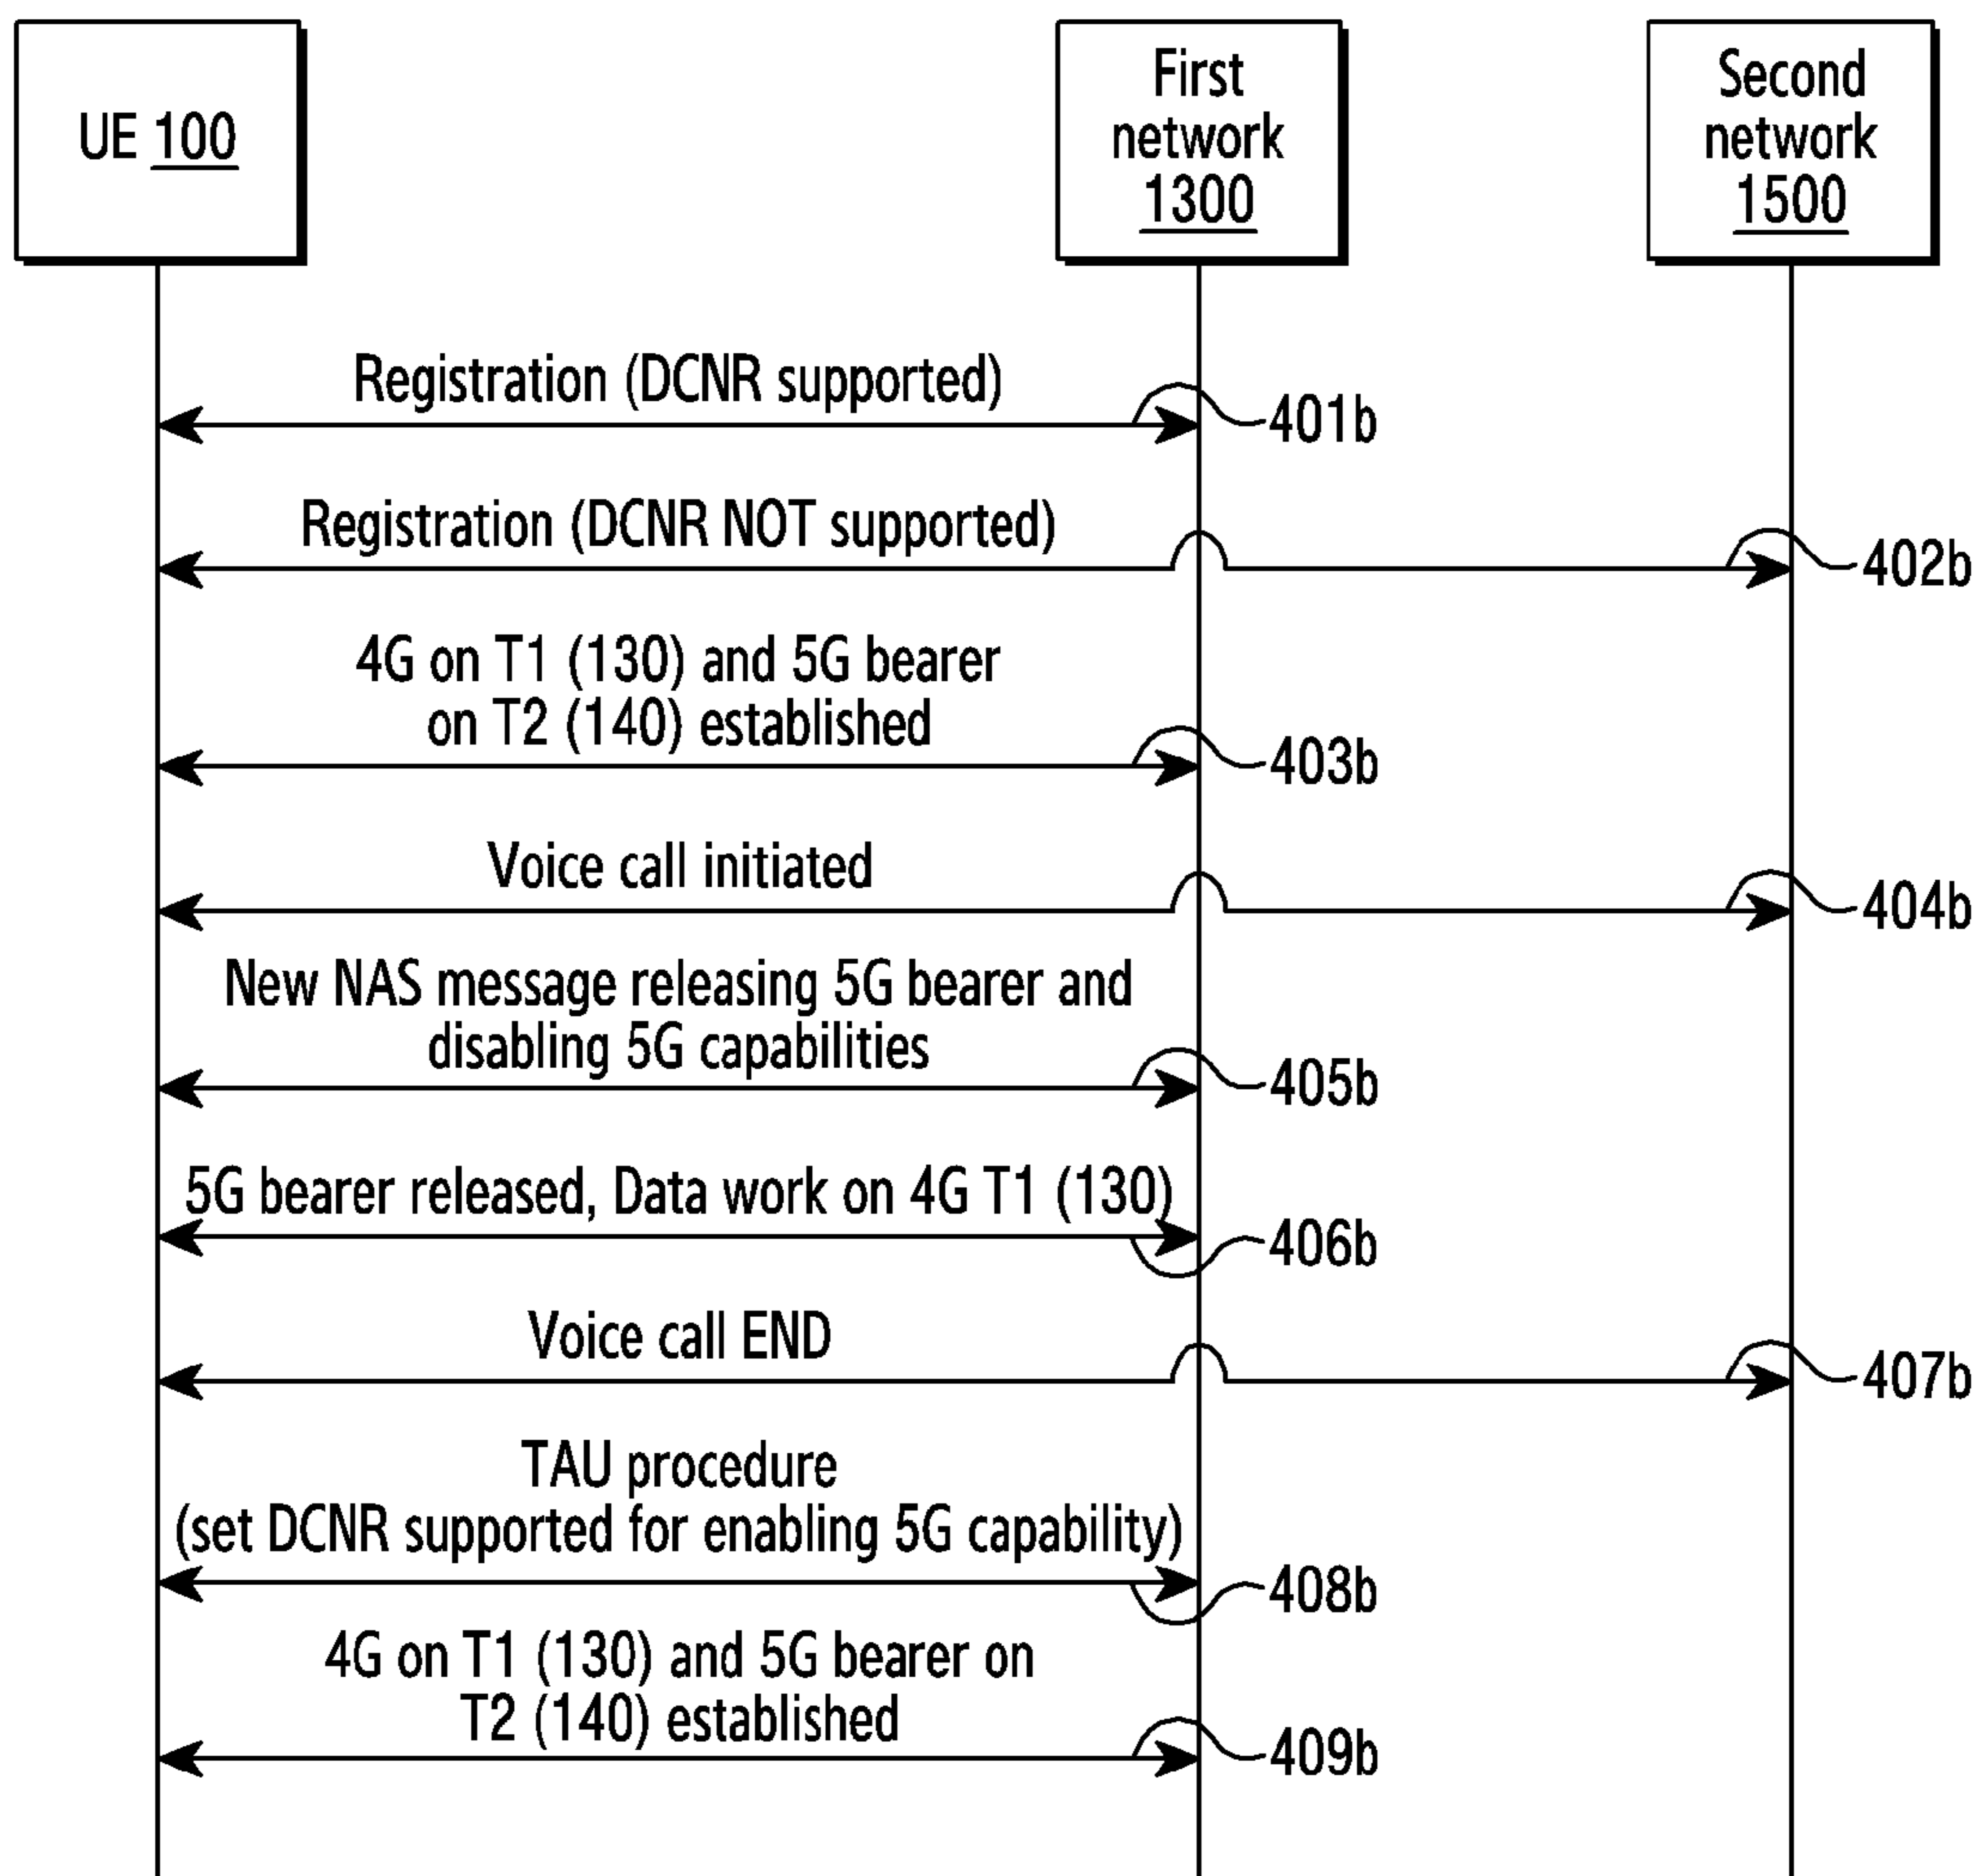 UE 100
First
network
1300
Second
network
1500
Registration (DCNR supported)
401b
Registration (DCNR NOT supported)
402b
4G on T1 (130) and 5G bearer
on T2 (140) established
403b
Voice call initiated
404b
New NAS message releasing 5G bearer and
disabling 5G capabilities
405b
5G bearer released, Data work on 4G T1 (130)
406b
Voice call END
407b
TAU procedure
(set DCNR supported for enabling 5G capability)
408b
4G on T1 (130) and 5G bearer on
T2 (140) established
409b